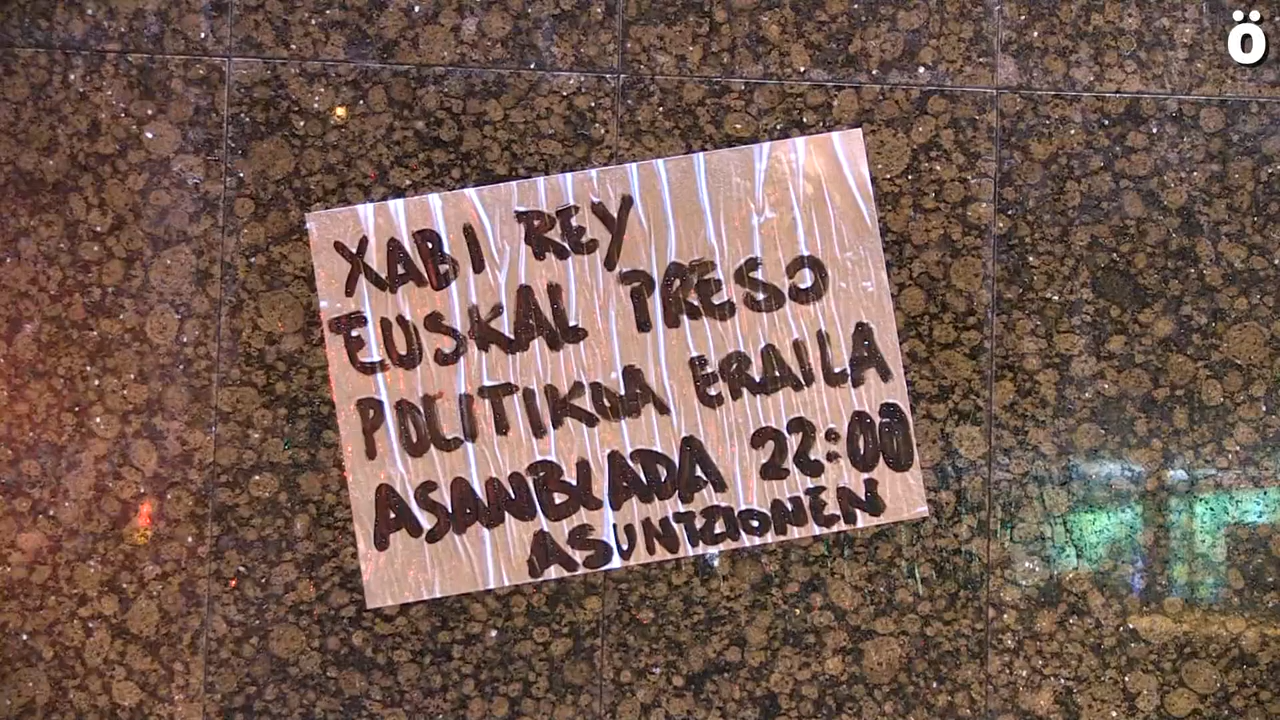 ö
XABI REY
EUSKAL PRESO
POLITIKOA ERAILA
ASANBLADA 22:00
ASUNTZIONEN